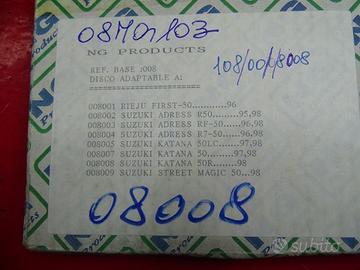 08701103
NG PRODUCTS
108/00/08008
REF. BASE :008
DISCO ADAPTABLE A:
========================
008001 RIEJU FIRST-50......96
008002 SUZUKI ADRESS R50.....95,98
008003 SUZUKI ADRESS RF-50....96,98
008004 SUZUKI ADRESS R7-50....96,98
008005 SUZUKI KATANA 50LC....97,98
008007 SUZUKI KATANA 50.....97,98
008008 SUZUKI KATANA 50R....98
008009 SUZUKI STREET MAGIC 50...98
08008
subito